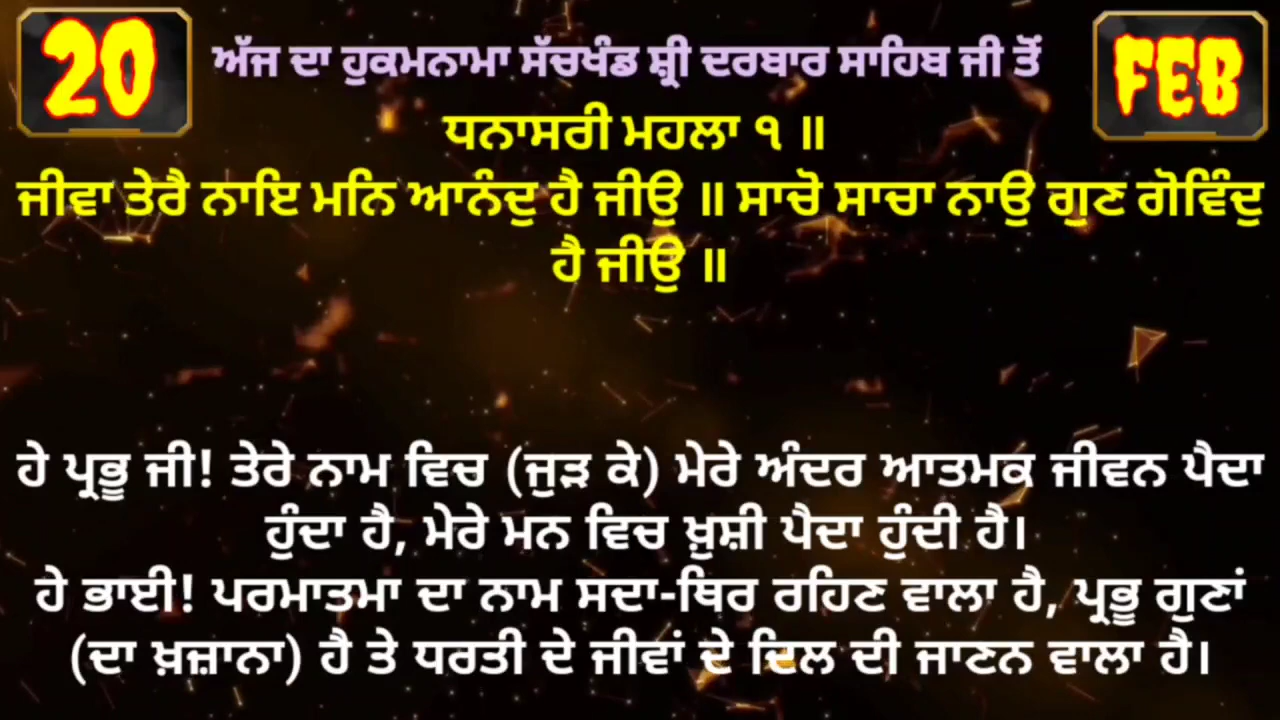 20
ਅੱਜ ਦਾ ਹੁਕਮਨਾਮਾ ਸੱਚਖੰਡ ਸ਼੍ਰੀ ਦਰਬਾਰ ਸਾਹਿਬ ਜੀ ਤੋਂ
FEB
ਧਨਾਸਰੀ ਮਹਲਾ ੧ ॥
ਜੀਵਾ ਤੇਰੈ ਨਾਇ ਮਨਿ ਆਨੰਦੁ ਹੈ ਜੀਉ ॥ ਸਾਚੋ ਸਾਚਾ ਨਾਉ ਗੁਣ ਗੋਵਿੰਦੁ
ਹੈ ਜੀਉ ॥
ਹੇ ਪ੍ਰਭੂ ਜੀ! ਤੇਰੇ ਨਾਮ ਵਿਚ (ਜੁੜ ਕੇ) ਮੇਰੇ ਅੰਦਰ ਆਤਮਕ ਜੀਵਨ ਪੈਦਾ
ਹੁੰਦਾ ਹੈ, ਮੇਰੇ ਮਨ ਵਿਚ ਖ਼ੁਸ਼ੀ ਪੈਦਾ ਹੁੰਦੀ ਹੈ।
ਹੇ ਭਾਈ! ਪਰਮਾਤਮਾ ਦਾ ਨਾਮ ਸਦਾ-ਥਿਰ ਰਹਿਣ ਵਾਲਾ ਹੈ, ਪ੍ਰਭੂ ਗੁਣਾਂ
(ਦਾ ਖ਼ਜ਼ਾਨਾ) ਹੈ ਤੇ ਧਰਤੀ ਦੇ ਜੀਵਾਂ ਦੇ ਦਿਲ ਦੀ ਜਾਣਨ ਵਾਲਾ ਹੈ।